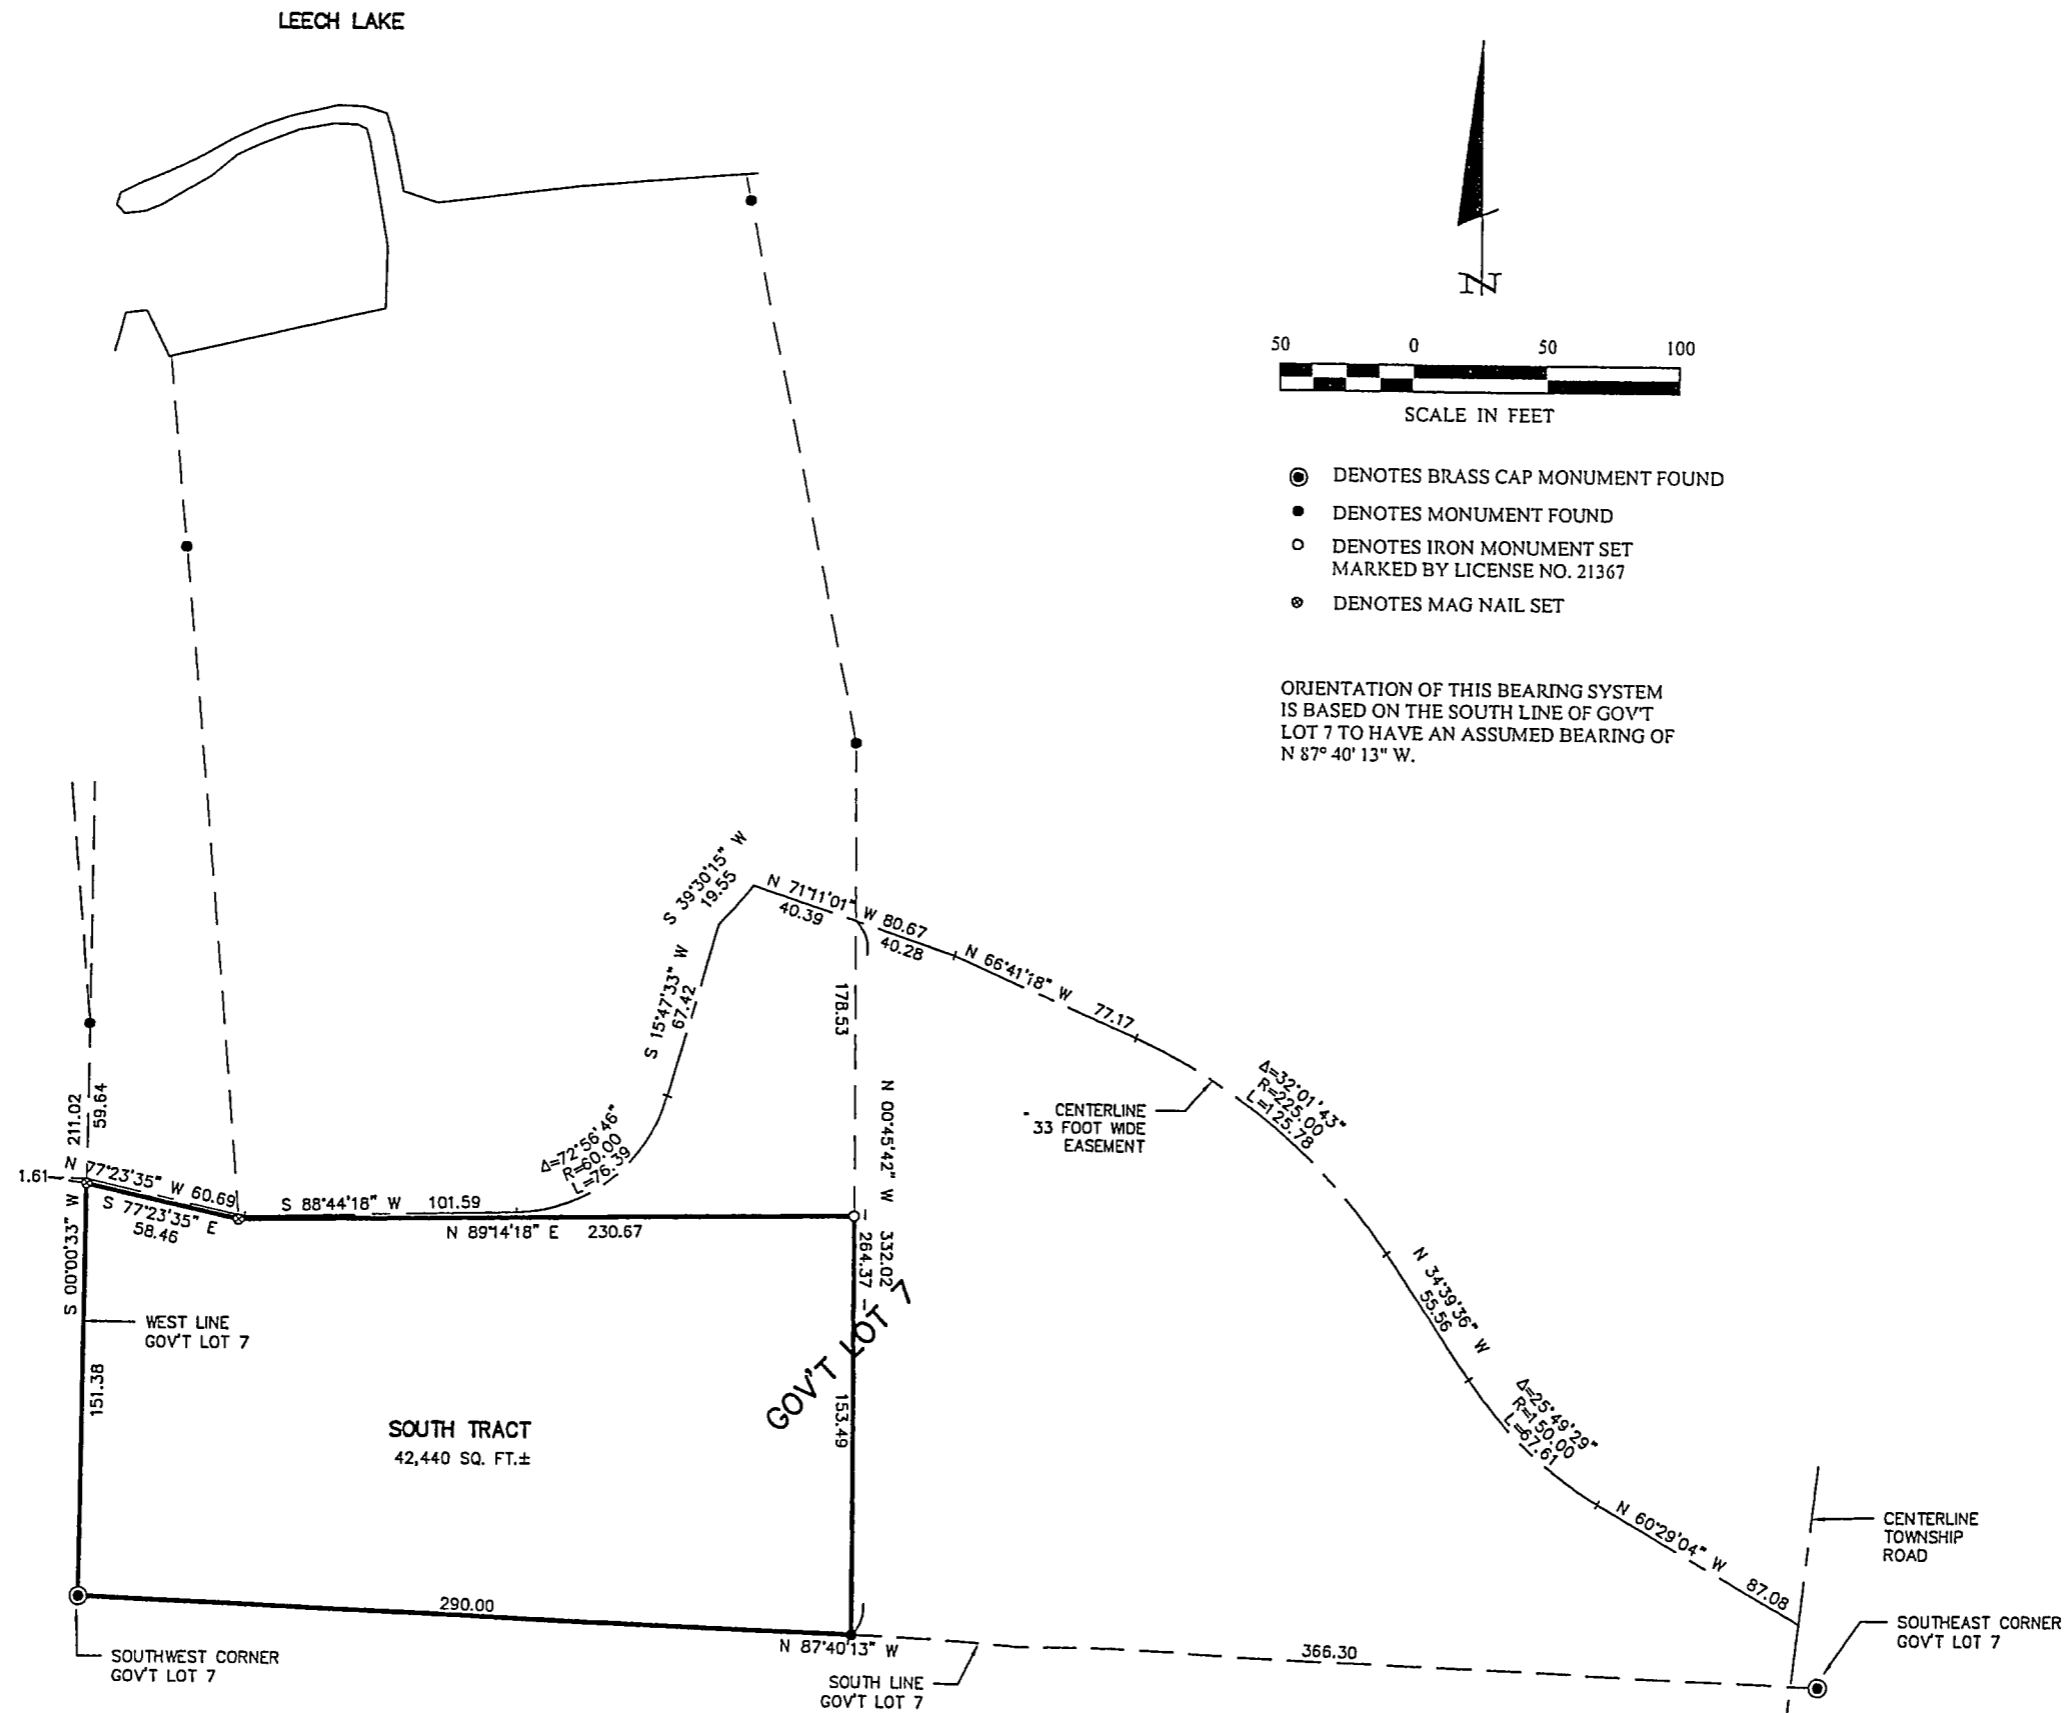 LEECH LAKE
N
50 0 50 100
SCALE IN FEET
DENOTES BRASS CAP MONUMENT FOUND
DENOTES MONUMENT FOUND
DENOTES IRON MONUMENT SET
MARKED BY LICENSE NO. 21367
DENOTES MAG NAIL SET
ORIENTATION OF THIS BEARING SYSTEM
IS BASED ON THE SOUTH LINE OF GOV'T
LOT 7 TO HAVE AN ASSUMED BEARING OF
N 87° 40' 13" W.
S 39°30'15" W
19.55
N 71°11'01" W 80.67
40.39
40.28
N 66°41'18" W 77.17
S 15°47'33" W
67.42
178.53
N 00°45'42" W 332.02
264.37
Δ=32°01'43"
R=225.00
L=125.78
CENTERLINE
33 FOOT WIDE
EASEMENT
211.02
59.64
Δ=72°56'46"
R=60.00
L=76.39
1.61
N 77°23'35" W 60.69
S 77°23'35" E
58.46
S 88°44'18" W 101.59
N 89°14'18" E 230.67
S 00°00'33" W
151.38
WEST LINE
GOV'T LOT 7
GOV'T LOT 7
153.49
SOUTH TRACT
42,440 SQ. FT.±
N 34°39'36" W
55.56
Δ=25°49'29"
R=150.00
L=67.61
N 60°29'04" W 87.08
CENTERLINE
TOWNSHIP
ROAD
290.00
N 87°40'13" W
366.30
SOUTHWEST CORNER
GOV'T LOT 7
SOUTH LINE
GOV'T LOT 7
SOUTHEAST CORNER
GOV'T LOT 7